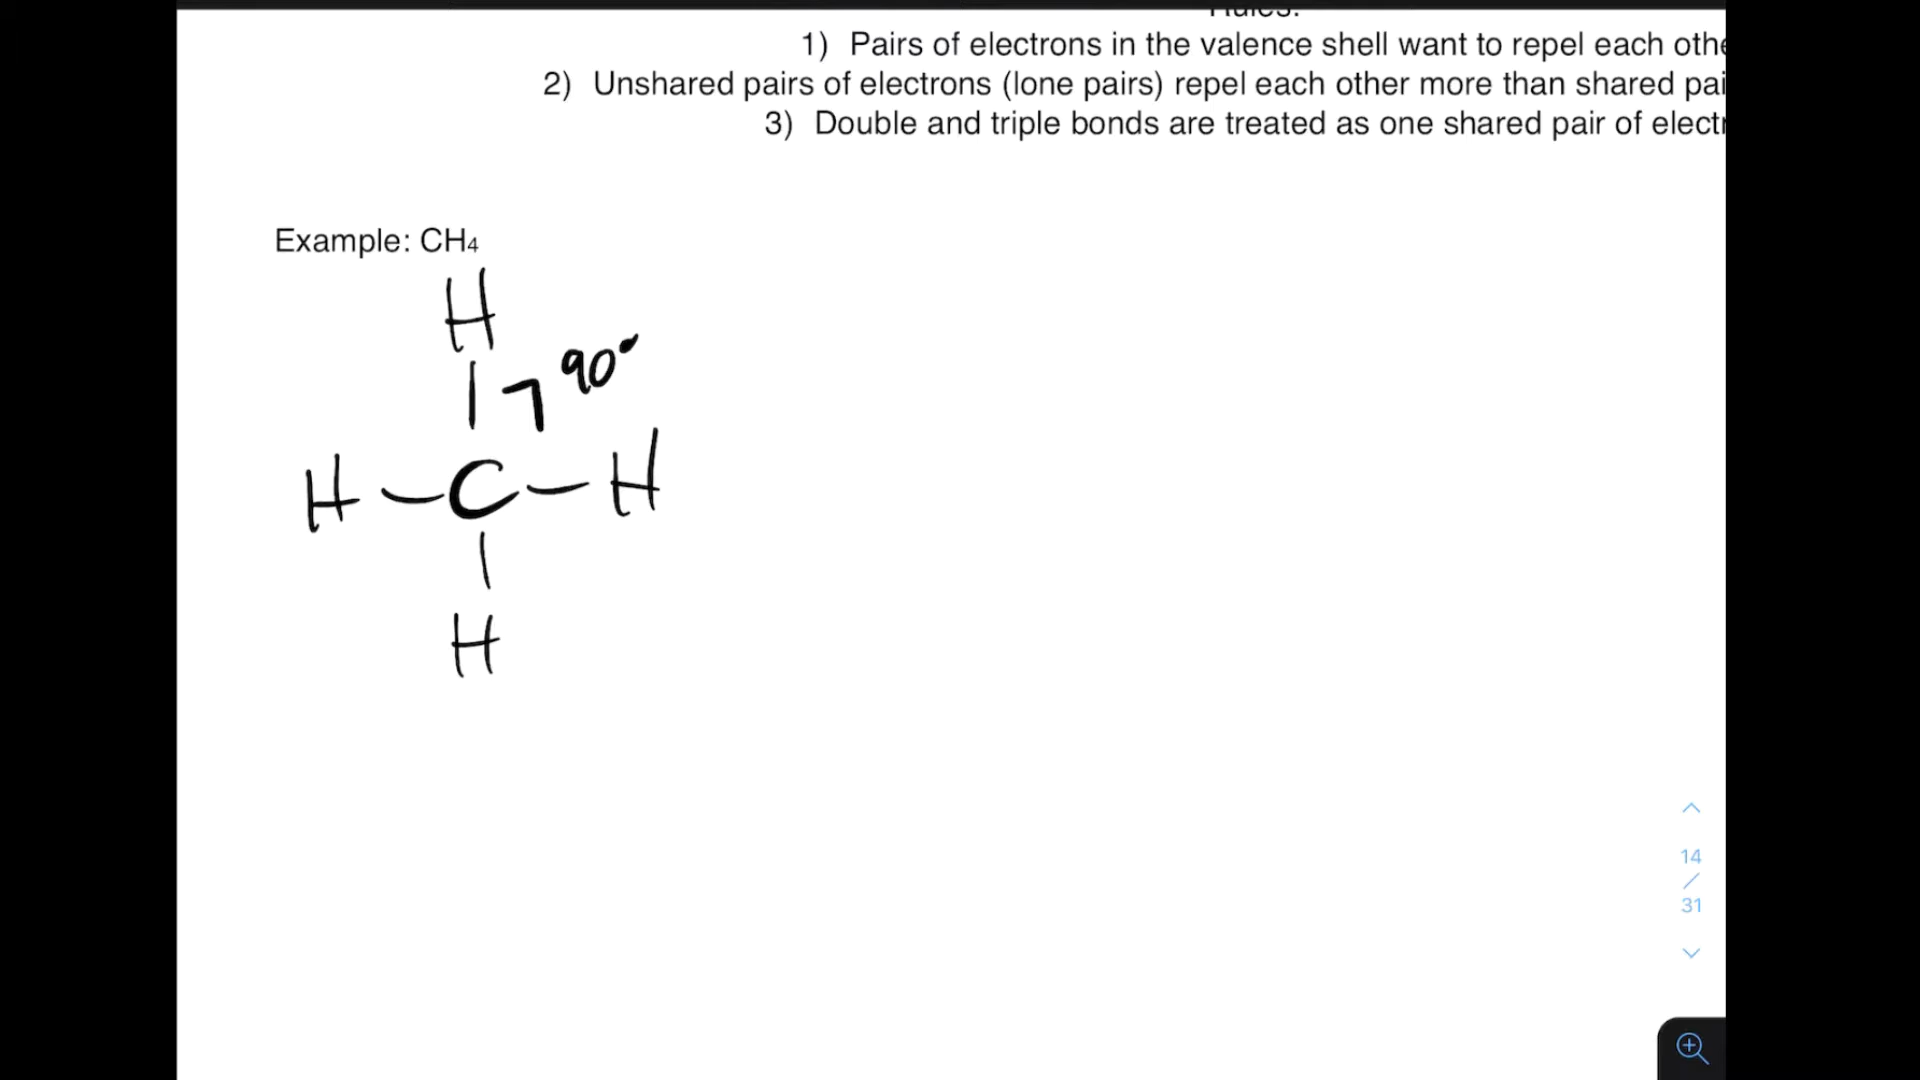 1) Pairs of electrons in the valence shell want to repel each othe
2) Unshared pairs of electrons (lone pairs) repel each other more than shared pai
3) Double and triple bonds are treated as one shared pair of elect
Example: CH₄
H
90°
H-C-H
H
14
/
31